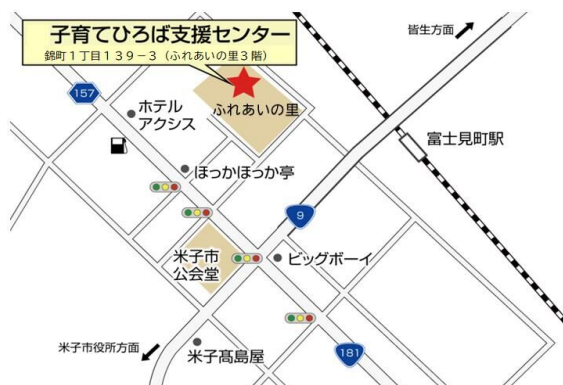 子育てひろば支援センター
錦町1丁目139-3（ふれあいの里3階）
皆生方面
157
ホテル
アクシス
ふれあいの里
富士見町駅
ほっかほっか亭
9
米子市
公会堂
ビッグボーイ
米子市役所方面
米子髙島屋
181